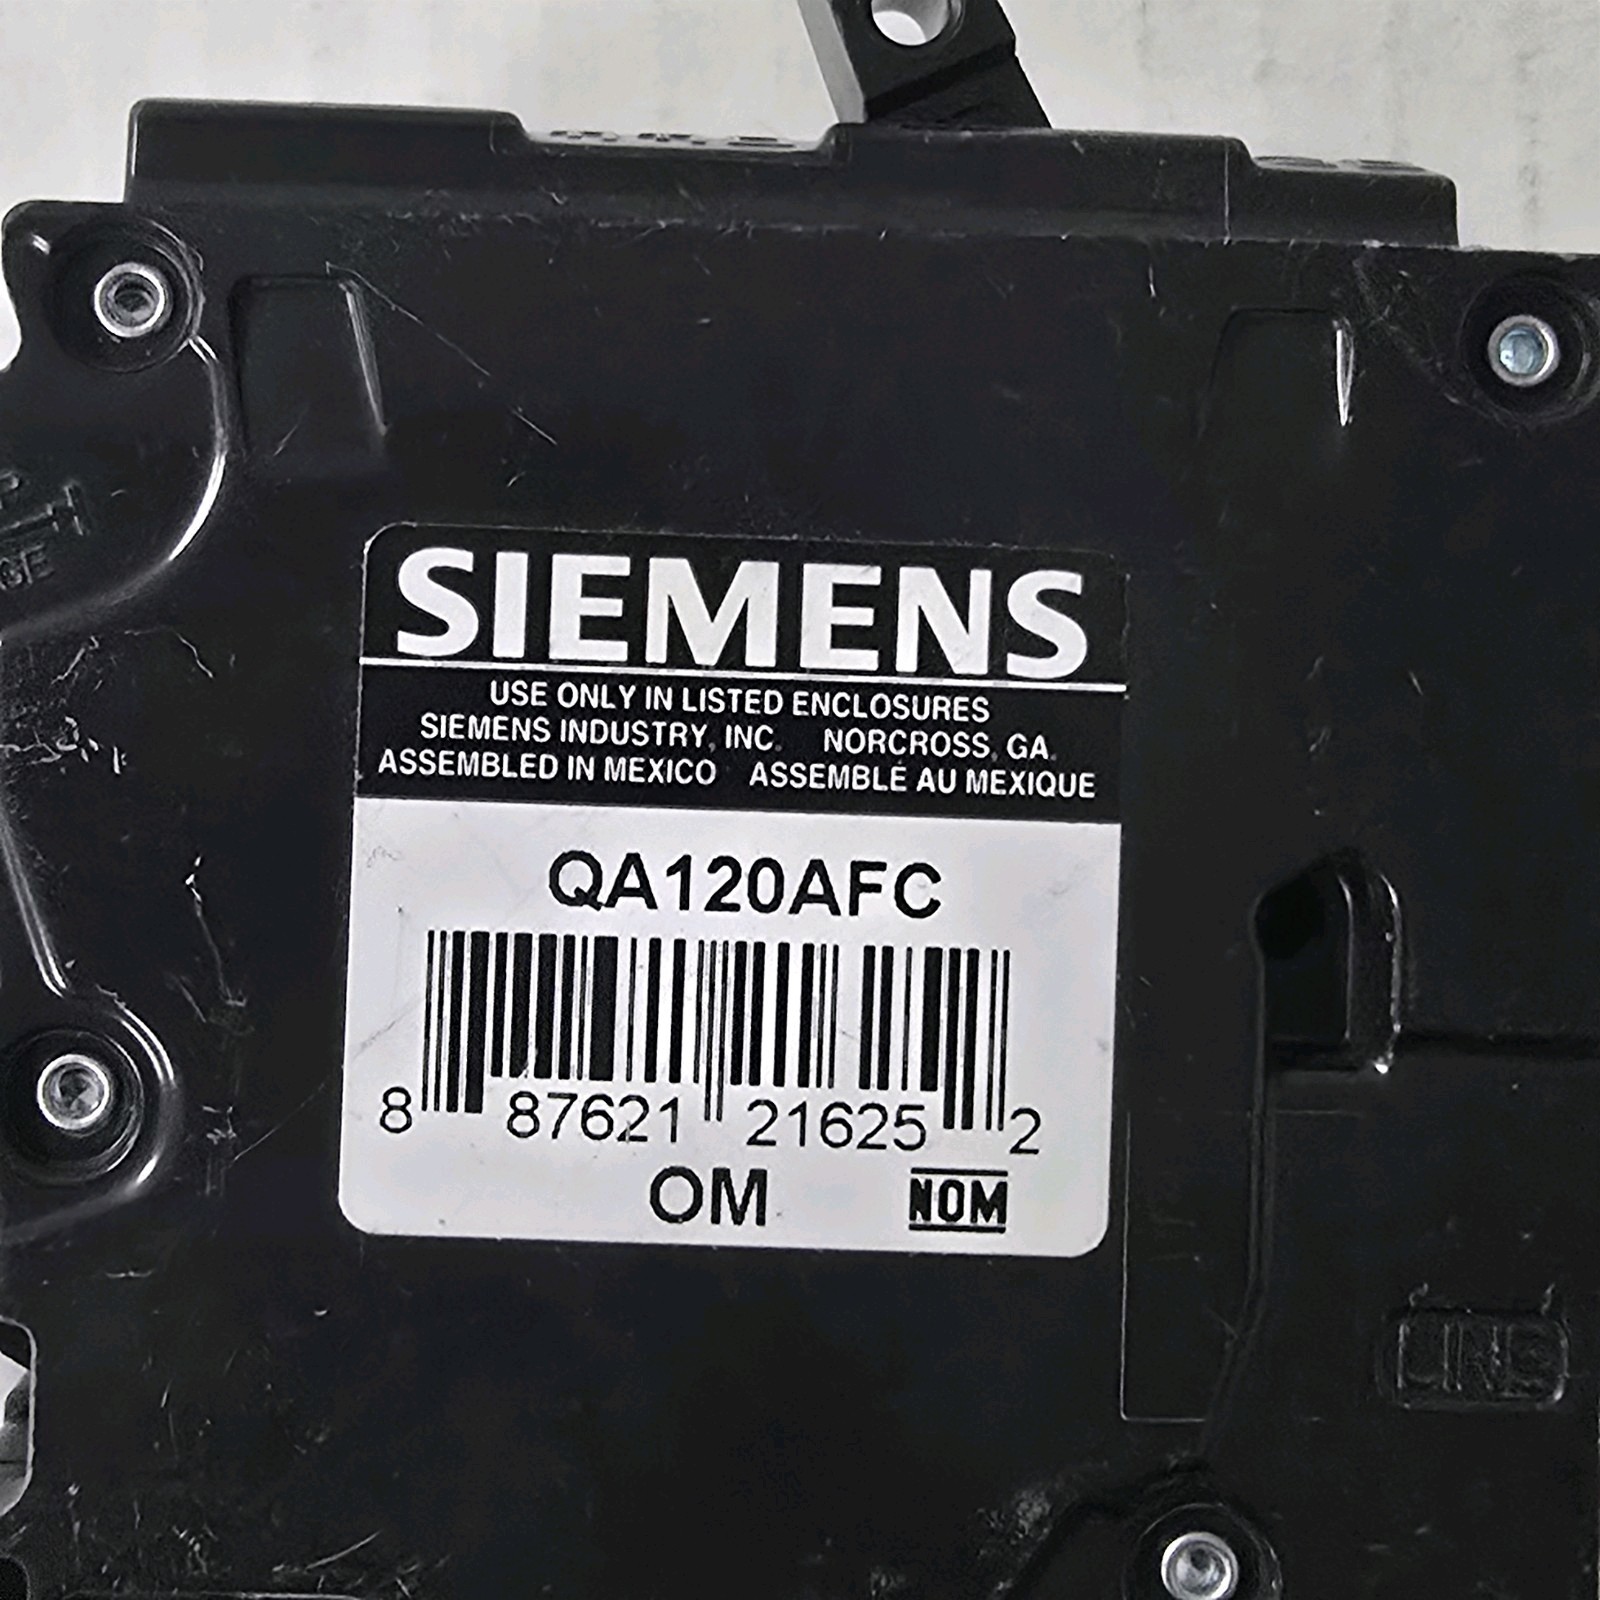 SIEMENS
USE ONLY IN LISTED ENCLOSURES
SIEMENS INDUSTRY, INC. NORCROSS, GA.
ASSEMBLED IN MEXICO ASSEMBLÉ AU MEXIQUE
QA120AFC
8 87621 21625 2
OM
NOM
LINE